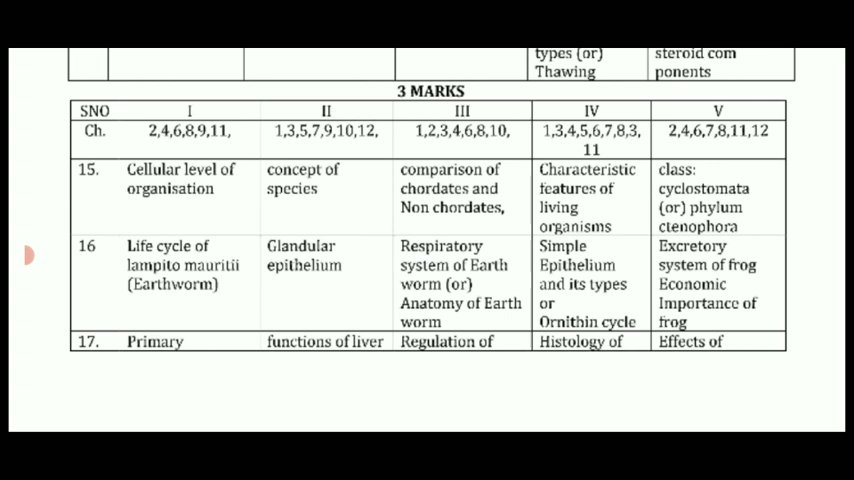 types (or) steroid com
Thawing ponents
3 MARKS
SNO I II III IV V
Ch. 2,4,6,8,9,11, 1,3,5,7,9,10,12, 1,2,3,4,6,8,10, 1,3,4,5,6,7,8,3, 2,4,6,7,8,11,12
11
15. Cellular level of concept of comparison of Characteristic class:
organisation species chordates and features of cyclostomata
Non chordates, living (or) phylum
organisms ctenophora
16 Life cycle of Glandular Respiratory Simple Excretory
lampito mauritii epithelium system of Earth Epithelium system of frog
(Earthworm) worm (or) and its types Economic
Anatomy of Earth or Importance of
worm Ornithin cycle frog
17. Primary functions of liver Regulation of Histology of Effects of